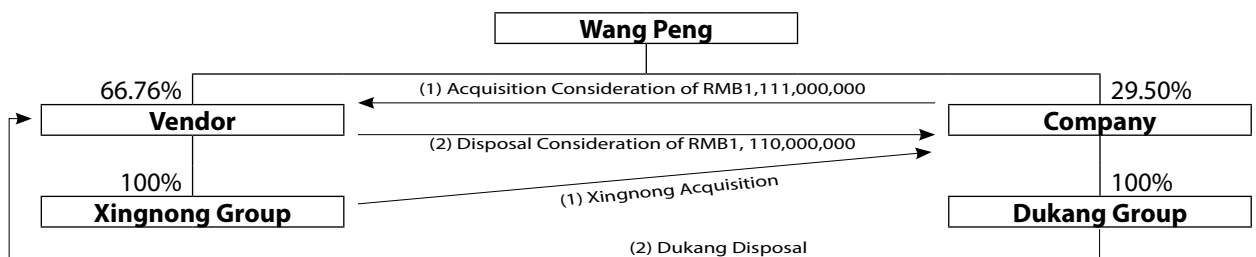 Wang Peng
66.76%
(1) Acquisition Consideration of RMB1,111,000,000
29.50%
Vendor
Company
(2) Disposal Consideration of RMB1, 110,000,000
100%
(1) Xingnong Acquisition
100%
Xingnong Group
Dukang Group
(2) Dukang Disposal